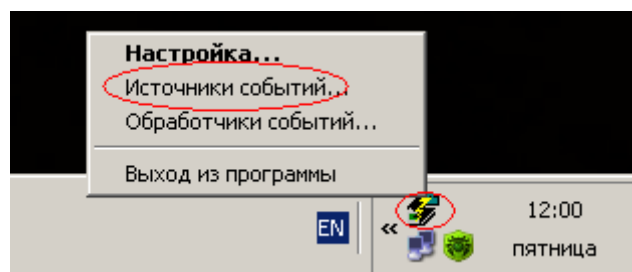 Настройка...
Источники событий...
Обработчики событий...
Выход из программы
EN
«
12:00
пятница